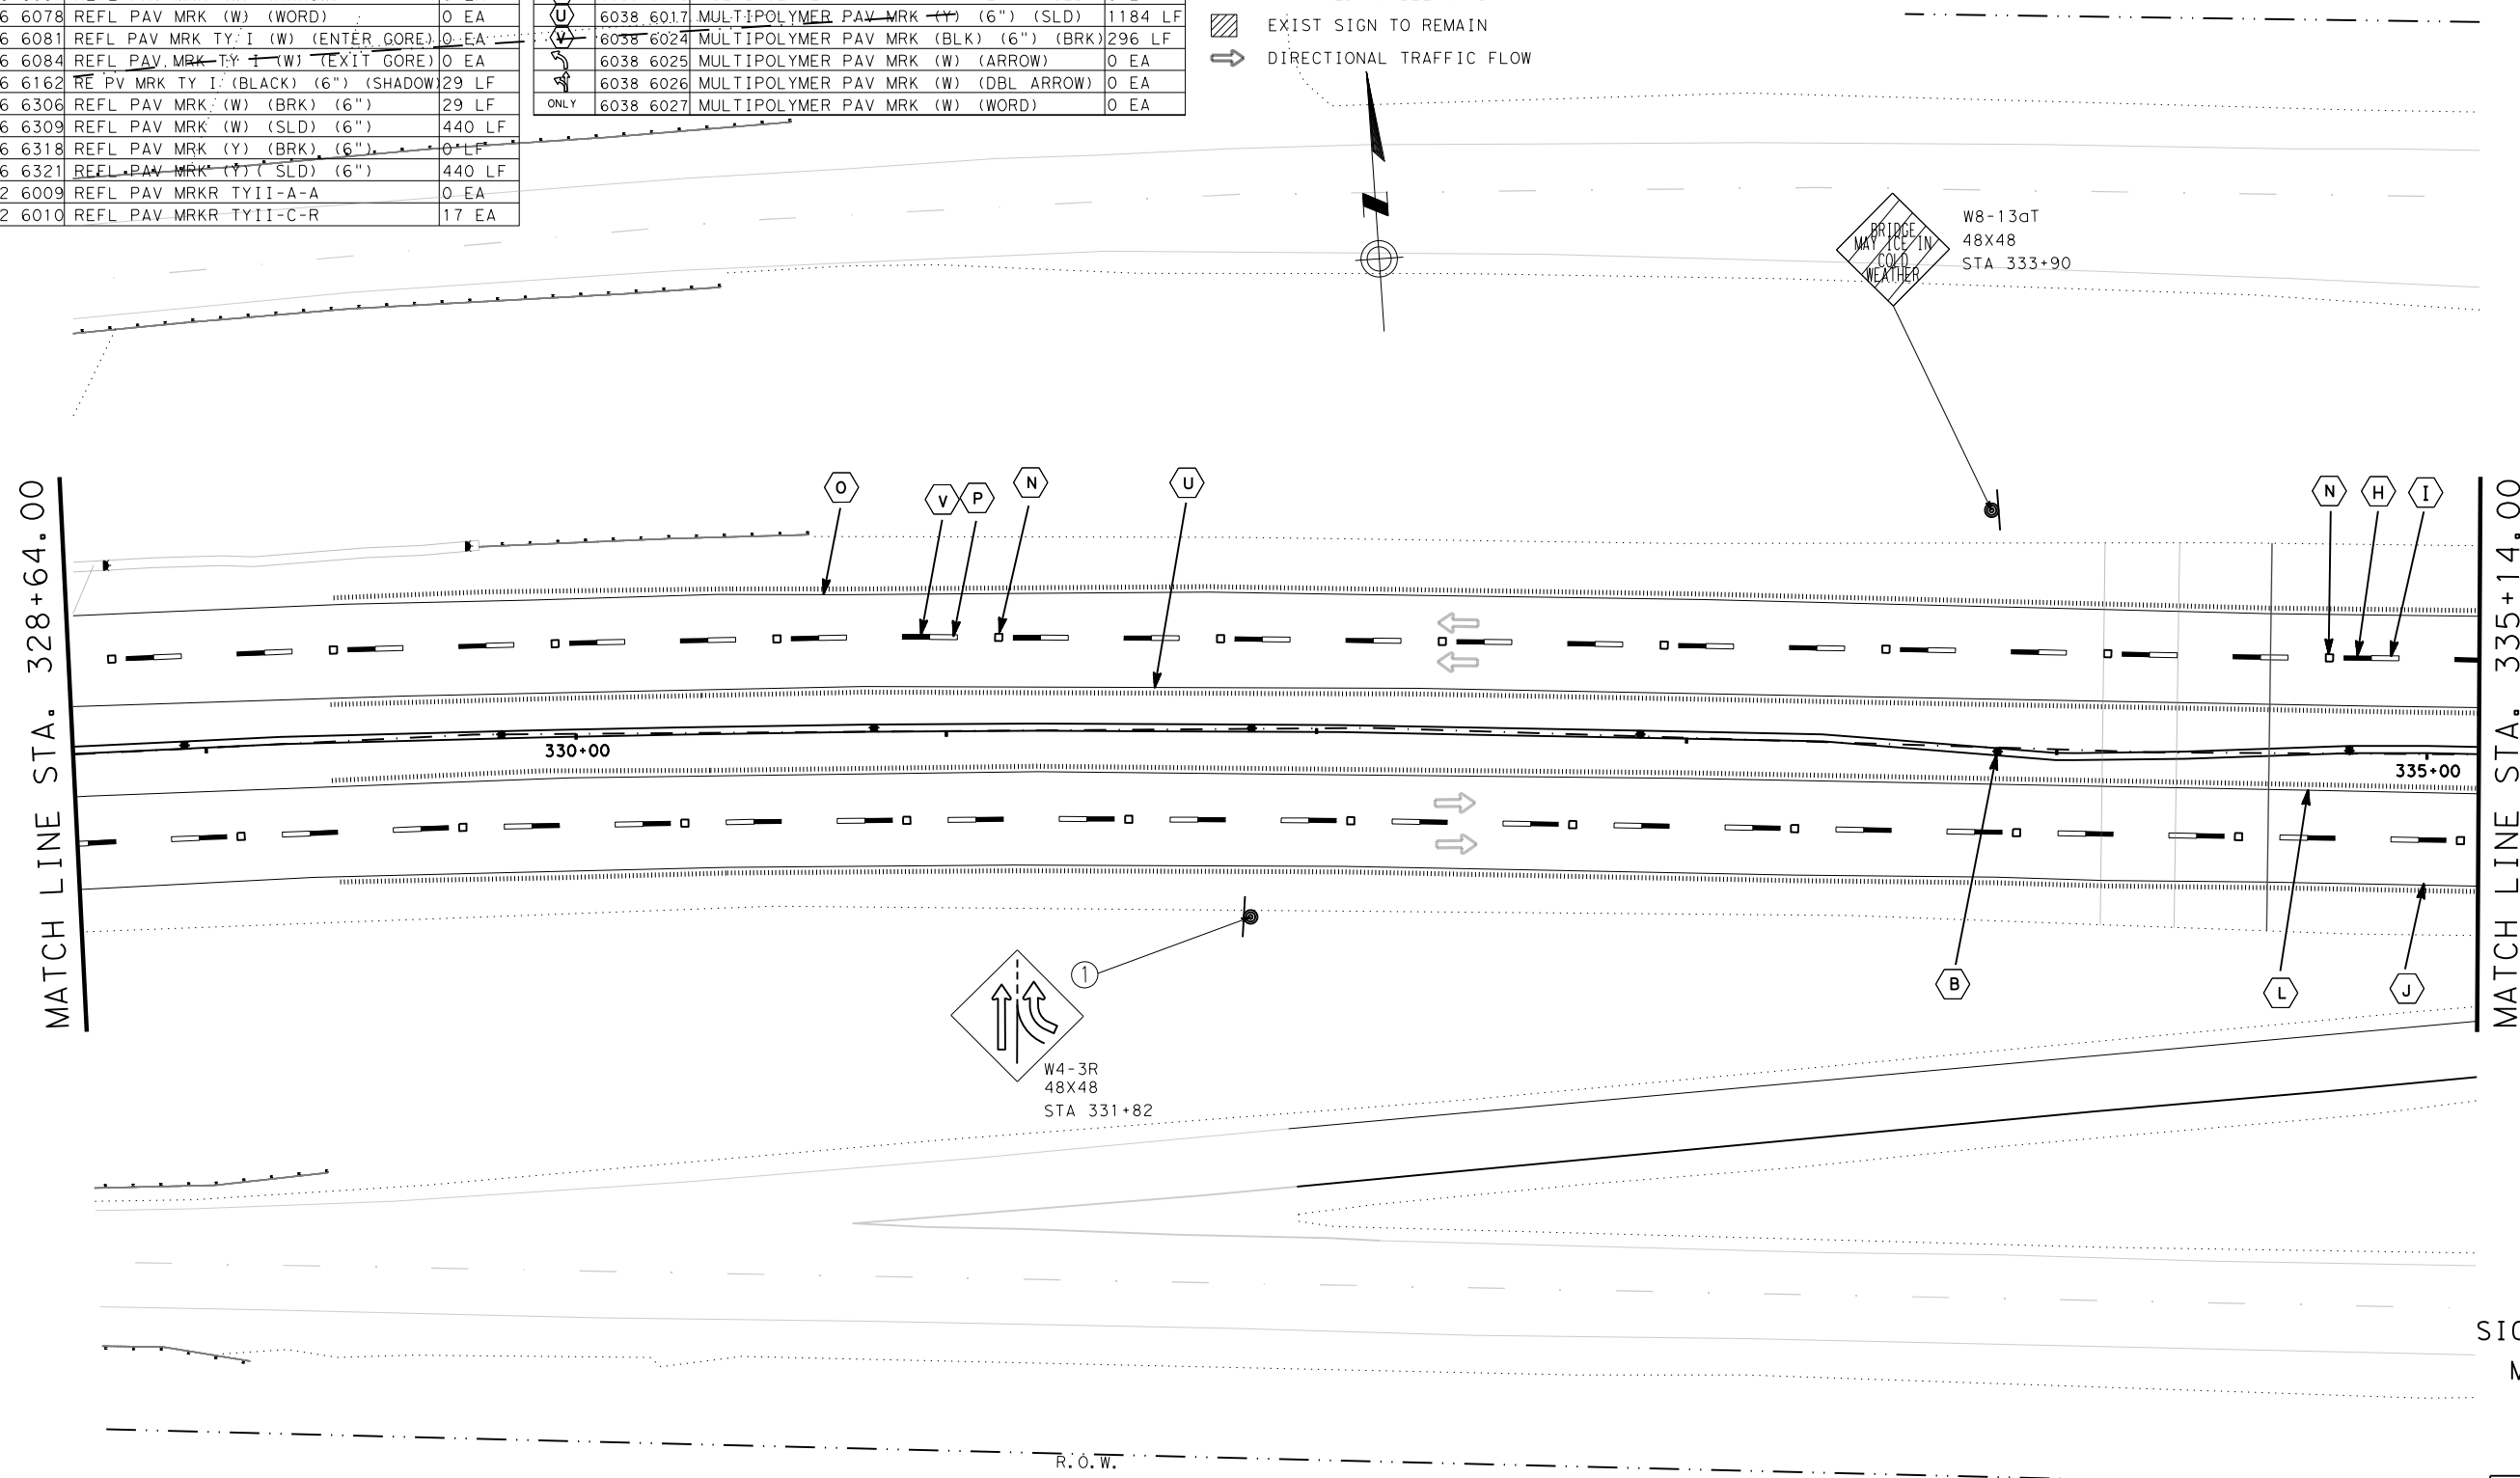 6 6078 REFL PAV MRK (W) (WORD) 0 EA
6 6081 REFL PAV MRK TY I (W) (ENTER GORE) 0 EA
6 6084 REFL PAV MRK TY I (W) (EXIT GORE) 0 EA
6 6162 RE PV MRK TY I (BLACK) (6") (SHADOW) 29 LF
6 6306 REFL PAV MRK (W) (BRK) (6") 29 LF
6 6309 REFL PAV MRK (W) (SLD) (6") 440 LF
6 6318 REFL PAV MRK (Y) (BRK) (6") 0 LF
6 6321 REFL PAV MRK (Y)( SLD) (6") 440 LF
2 6009 REFL PAV MRKR TYII-A-A 0 EA
2 6010 REFL PAV MRKR TYII-C-R 17 EA
U 6038 6017 MULTIPOLYMER PAV MRK (Y) (6") (SLD) 1184 LF
V 6038 6024 MULTIPOLYMER PAV MRK (BLK) (6") (BRK) 296 LF
6038 6025 MULTIPOLYMER PAV MRK (W) (ARROW) 0 EA
6038 6026 MULTIPOLYMER PAV MRK (W) (DBL ARROW) 0 EA
ONLY 6038 6027 MULTIPOLYMER PAV MRK (W) (WORD) 0 EA
EXIST SIGN TO REMAIN
DIRECTIONAL TRAFFIC FLOW
BRIDGE
MAY ICE IN
COLD
WEATHER
W8-13aT
48X48
STA 333+90
MATCH LINE STA. 328+64.00
O V P N U N H I
MATCH LINE STA. 335+14.00
330+00
335+00
1
B L J
W4-3R
48X48
STA 331+82
R.O.W.